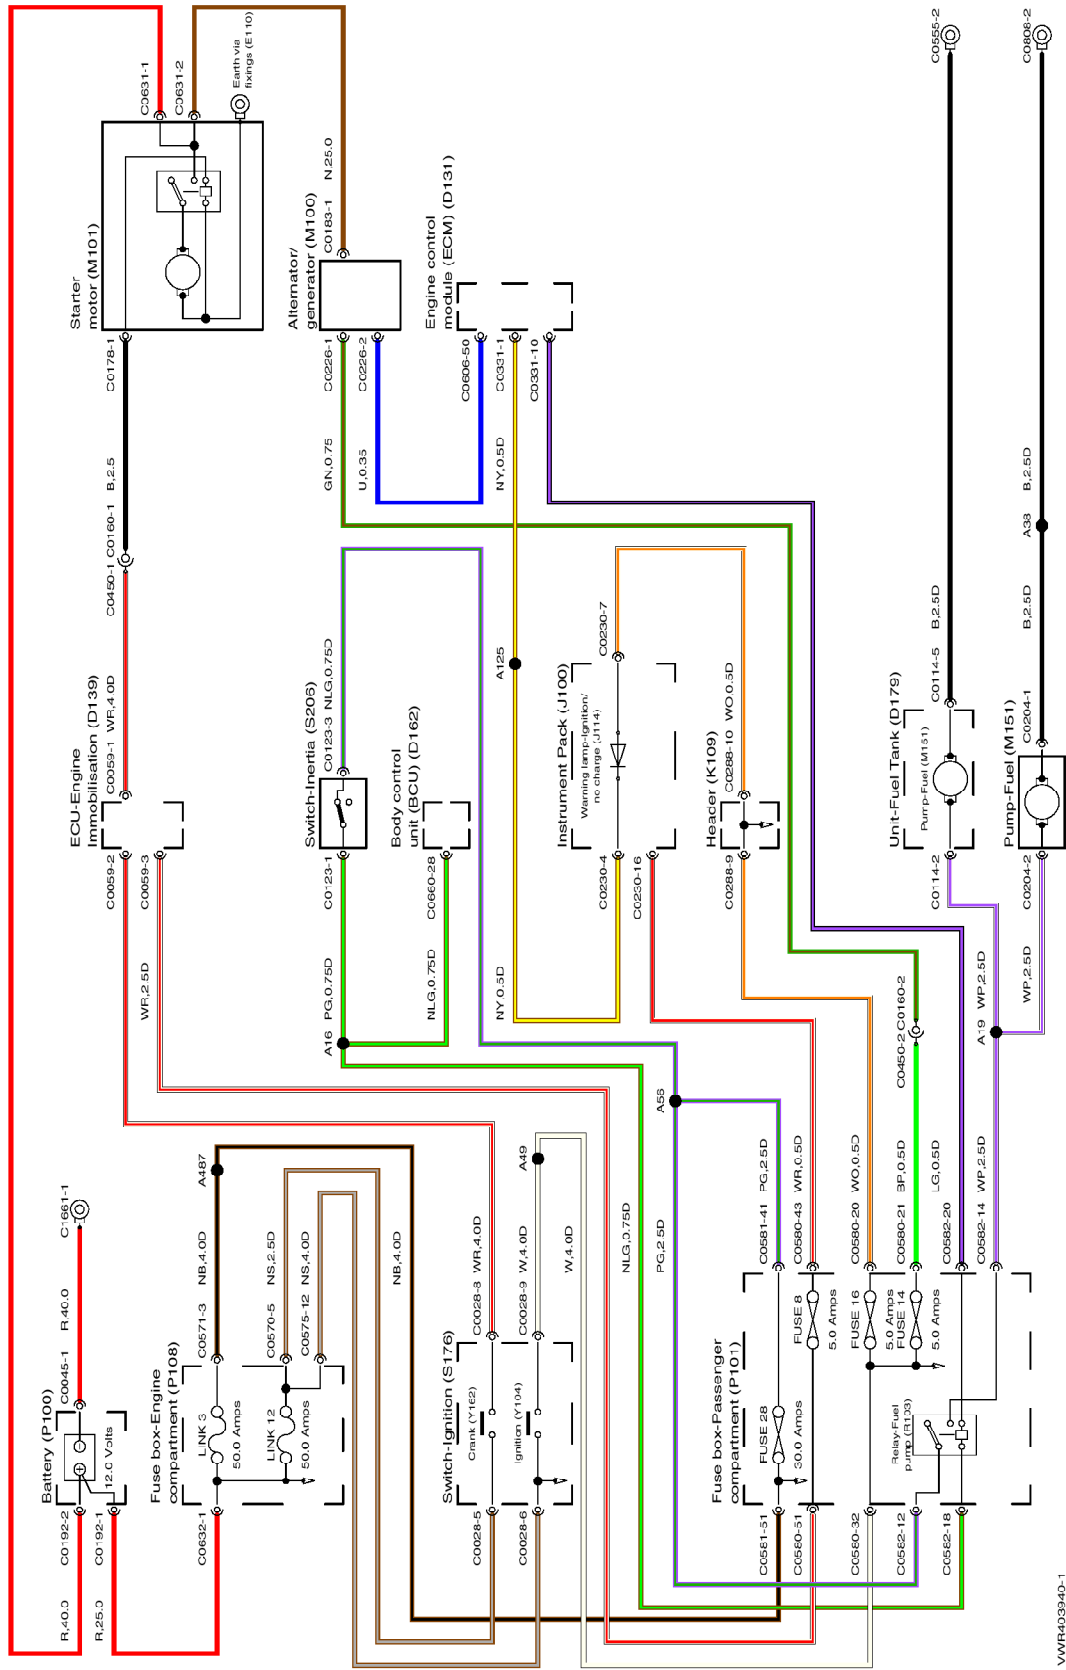 C0631-1
C0631-2
Earth via
fixings (E110)
C0555-2
C0808-2
Starter
motor (M101)
C0178-1
B,2.5
C0450-1 C0160-1
Alternator/
generator (M100)
C0183-1
N,25.0
C0226-1
C0226-2
GN,0.75
U,0.35
Engine control
module (ECM) (D131)
C0606-50
C0331-1
C0331-10
NY,0.5D
B,2.5D
A38
B,2.5D
B,2.5D
ECU-Engine
Immobilisation (D139)
C0059-1 WR,4.0D
C0059-2
C0059-3
WR,2.5D
Switch-Inertia (S206)
C0123-3 NLG,0.75D
C0123-1
Body control
unit (BCU) (D162)
C0660-28
A16 PG,0.75D
NLG,0.75D
A125
Instrument Pack (J100)
Warning lamp-Ignition/
no charge (J114)
C0230-7
C0230-4
C0230-16
NY,0.5D
Header (K109)
C0288-10 WO,0.5D
C0288-9
Unit-Fuel Tank (D179)
Pump-Fuel (M151)
C0114-5
C0114-2
Pump-Fuel (M151)
C0204-1
C0204-2
WP,2.5D
A19 WP,2.5D
C0450-2 C0160-2
A58
A487
A49
C1661-1
R,40.0
C0045-1
Battery (P100)
12.0 Volts
C0192-2
C0192-1
R,40.0
R,25.0
Fuse box-Engine
compartment (P108)
C0571-3
NB,4.0D
C0570-5
NS,2.5D
C0575-12 NS,4.0D
LINK 3
50.0 Amps
LINK 12
50.0 Amps
C0632-1
NB,4.0D
Switch-Ignition (S176)
C0028-8 WR,4.0D
C0028-9 W,4.0D
Crank (Y162)
Ignition (Y104)
C0028-5
C0028-6
W,4.0D
NLG,0.75D
PG,2.5D
Fuse box-Passenger
compartment (P101)
C0581-41 PG,2.5D
C0580-43 WR,0.5D
C0580-20 WO,0.5D
C0580-21 BP,0.5D
C0582-20
LG,0.5D
C0582-14 WP,2.5D
FUSE 28
30.0 Amps
FUSE 8
5.0 Amps
FUSE 16
5.0 Amps
FUSE 14
5.0 Amps
Relay-Fuel
pump (R103)
C0581-51
C0580-51
C0580-32
C0582-12
C0582-18
VWR403940-1